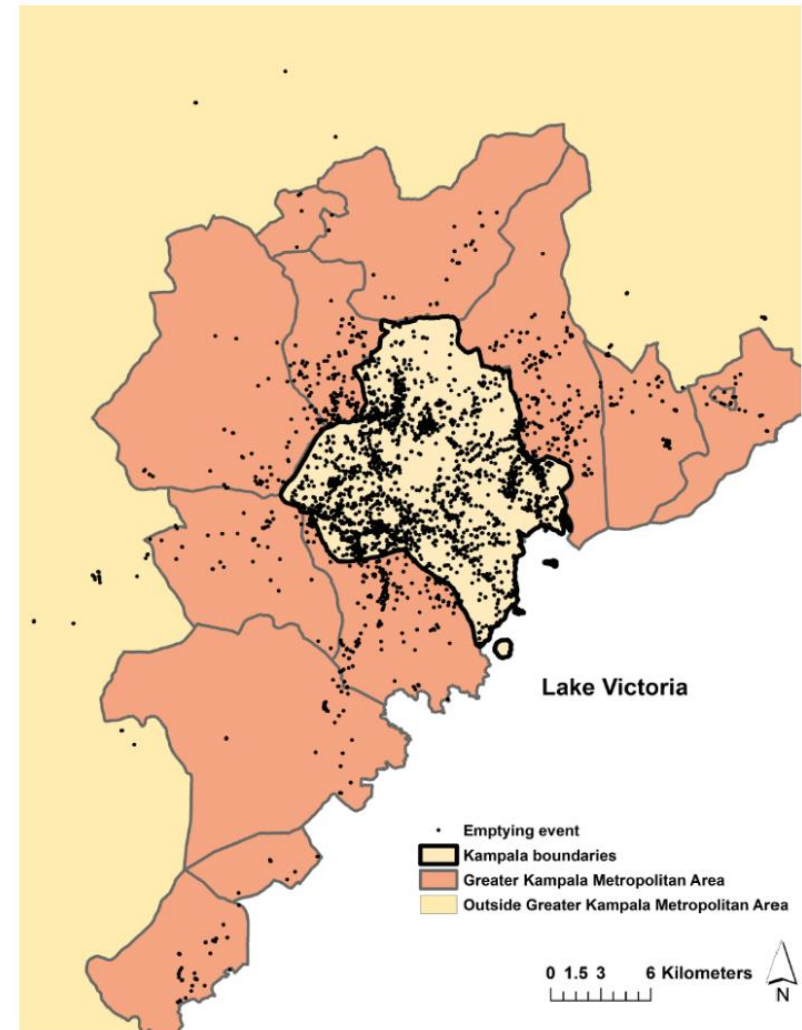 Lake Victoria
Emptying event
Kampala boundaries
Greater Kampala Metropolitan Area
Outside Greater Kampala Metropolitan Area
0 1.5 3 6 Kilometers
N